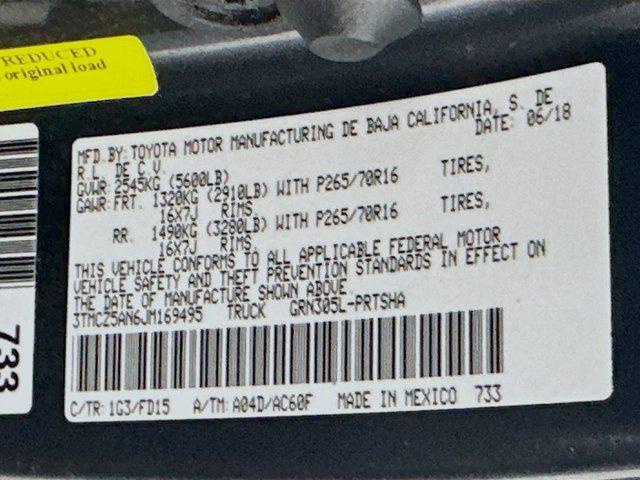 REDUCED
original load
MFD.BY:TOYOTA MOTOR MANUFACTURING DE BAJA CALIFORNIA, S. DE
R.L. DE C.V. DATE: 06/18
GVWR: 2545KG (5600LB)
GAWR: FRT. 1320KG (2910LB) WITH P265/70R16 TIRES,
16X7J RIMS,
RR. 1490KG (3280LB) WITH P265/70R16 TIRES,
16X7J RIMS.
THIS VEHICLE CONFORMS TO ALL APPLICABLE FEDERAL MOTOR
VEHICLE SAFETY AND THEFT PREVENTION STANDARDS IN EFFECT ON
THE DATE OF MANUFACTURE SHOWN ABOVE.
3TMCZ5AN6JM169495 TRUCK GRN305L-PRTSHA
C/TR: 1G3/FD15 A/TM: A04D/AC60F MADE IN MEXICO 733
733